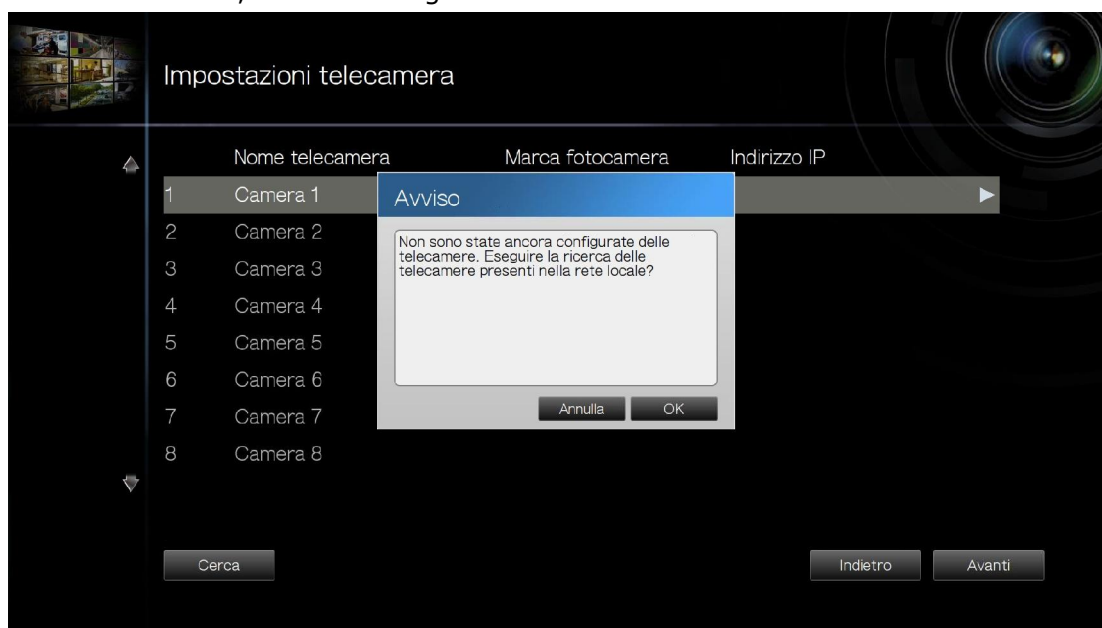 Impostazioni telecamera
Nome telecamera Marca fotocamera Indirizzo IP
1 Camera 1
2 Camera 2
3 Camera 3
4 Camera 4
5 Camera 5
6 Camera 6
7 Camera 7
8 Camera 8
Avviso
Non sono state ancora configurate delle
telecamere. Eseguire la ricerca delle
telecamere presenti nella rete locale?
Annulla OK
Cerca Indietro Avanti